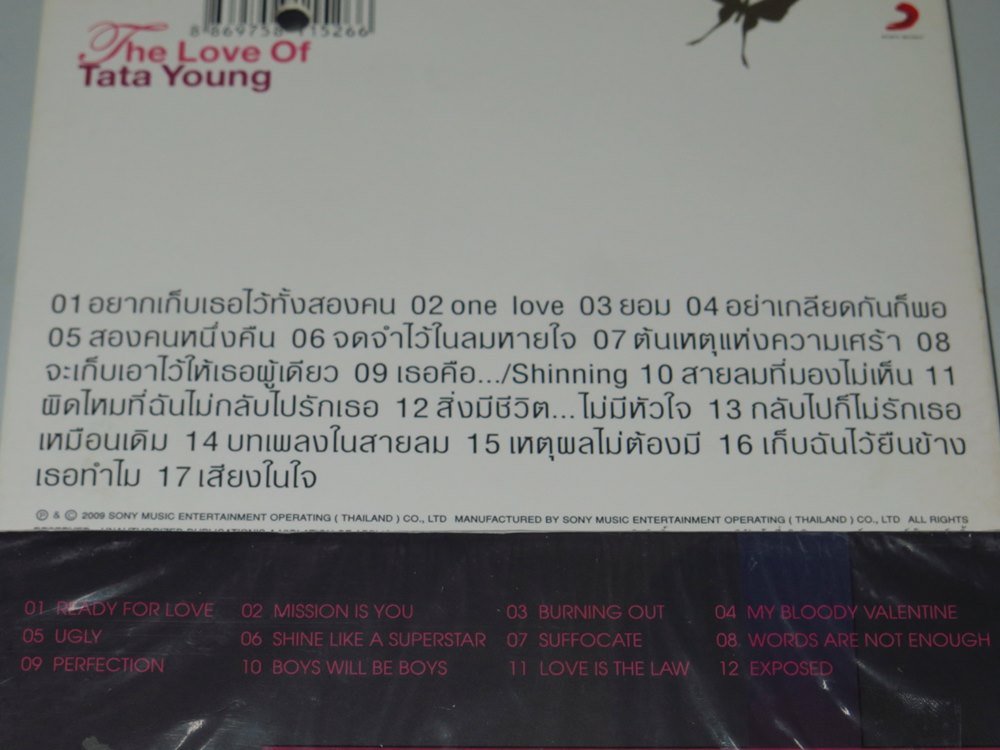 8 869758 115266
The Love Of
Tata Young
01 อยากเก็บเธอไว้ทั้งสองคน 02 one love 03 ยอม 04 อย่าเกลียดกันก็พอ
05 สองคนหนึ่งคืน 06 จดจำไว้ในลมหายใจ 07 ต้นเหตุแห่งความเศร้า 08
จะเก็บเอาไว้ให้เธอผู้เดียว 09 เธอคือ.../Shinning 10 สายลมที่มองไม่เห็น 11
ผิดไหมที่ฉันไม่กลับไปรักเธอ 12 สิ่งมีชีวิต...ไม่มีหัวใจ 13 กลับไปก็ไม่รักเธอ
เหมือนเดิม 14 บทเพลงในสายลม 15 เหตุผลไม่ต้องมี 16 เก็บฉันไว้ยืนข้าง
เธอทำไม 17 เสียงในใจ
℗ & © 2009 SONY MUSIC ENTERTAINMENT OPERATING ( THAILAND ) CO., LTD MANUFACTURED BY SONY MUSIC ENTERTAINMENT OPERATING ( THAILAND ) CO., LTD ALL RIGHTS
01 READY FOR LOVE 02 MISSION IS YOU 03 BURNING OUT 04 MY BLOODY VALENTINE
05 UGLY 06 SHINE LIKE A SUPERSTAR 07 SUFFOCATE 08 WORDS ARE NOT ENOUGH
09 PERFECTION 10 BOYS WILL BE BOYS 11 LOVE IS THE LAW 12 EXPOSED